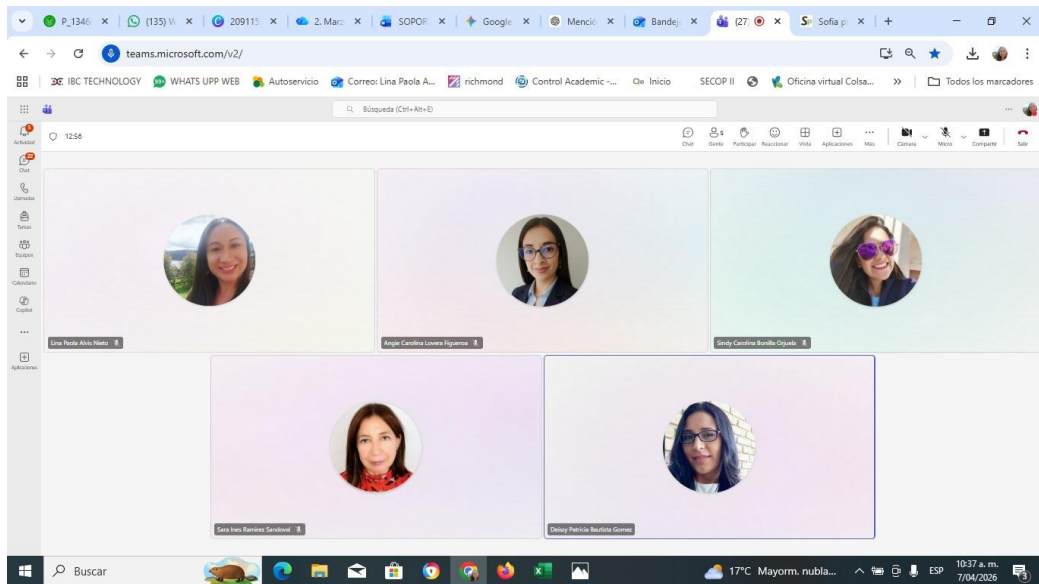 P_1346
(135) W
209115
2. Marz
SOPOR
Google
Menció
Bandej
(27)
Sofia p
teams.microsoft.com/v2/
IBC TECHNOLOGY
WHATS UPP WEB
Autoservicio
Correo: Lina Paola A...
richmond
Control Academic -...
Inicio
SECOP II
Oficina virtual Colsa...
»
Todos los marcadores
Búsqueda (Ctrl+Alt+E)
12:56
Chat
Gente
Participar
Reaccionar
Vista
Aplicaciones
Más
Cámara
Micro
Compartir
Salir
Actividad
Chat
22
Llamadas
Tareas
Equipos
Calendario
Copilot
Aplicaciones
Lina Paola Alvis Nieto
Angie Carolina Lovera Figueroa
Sindy Carolina Bonilla Orjuela
Sara Ines Ramirez Sandoval
Deissy Patricia Bautista Gomez
Buscar
17°C Mayorm. nubla...
ESP
10:37 a. m.
7/04/2026